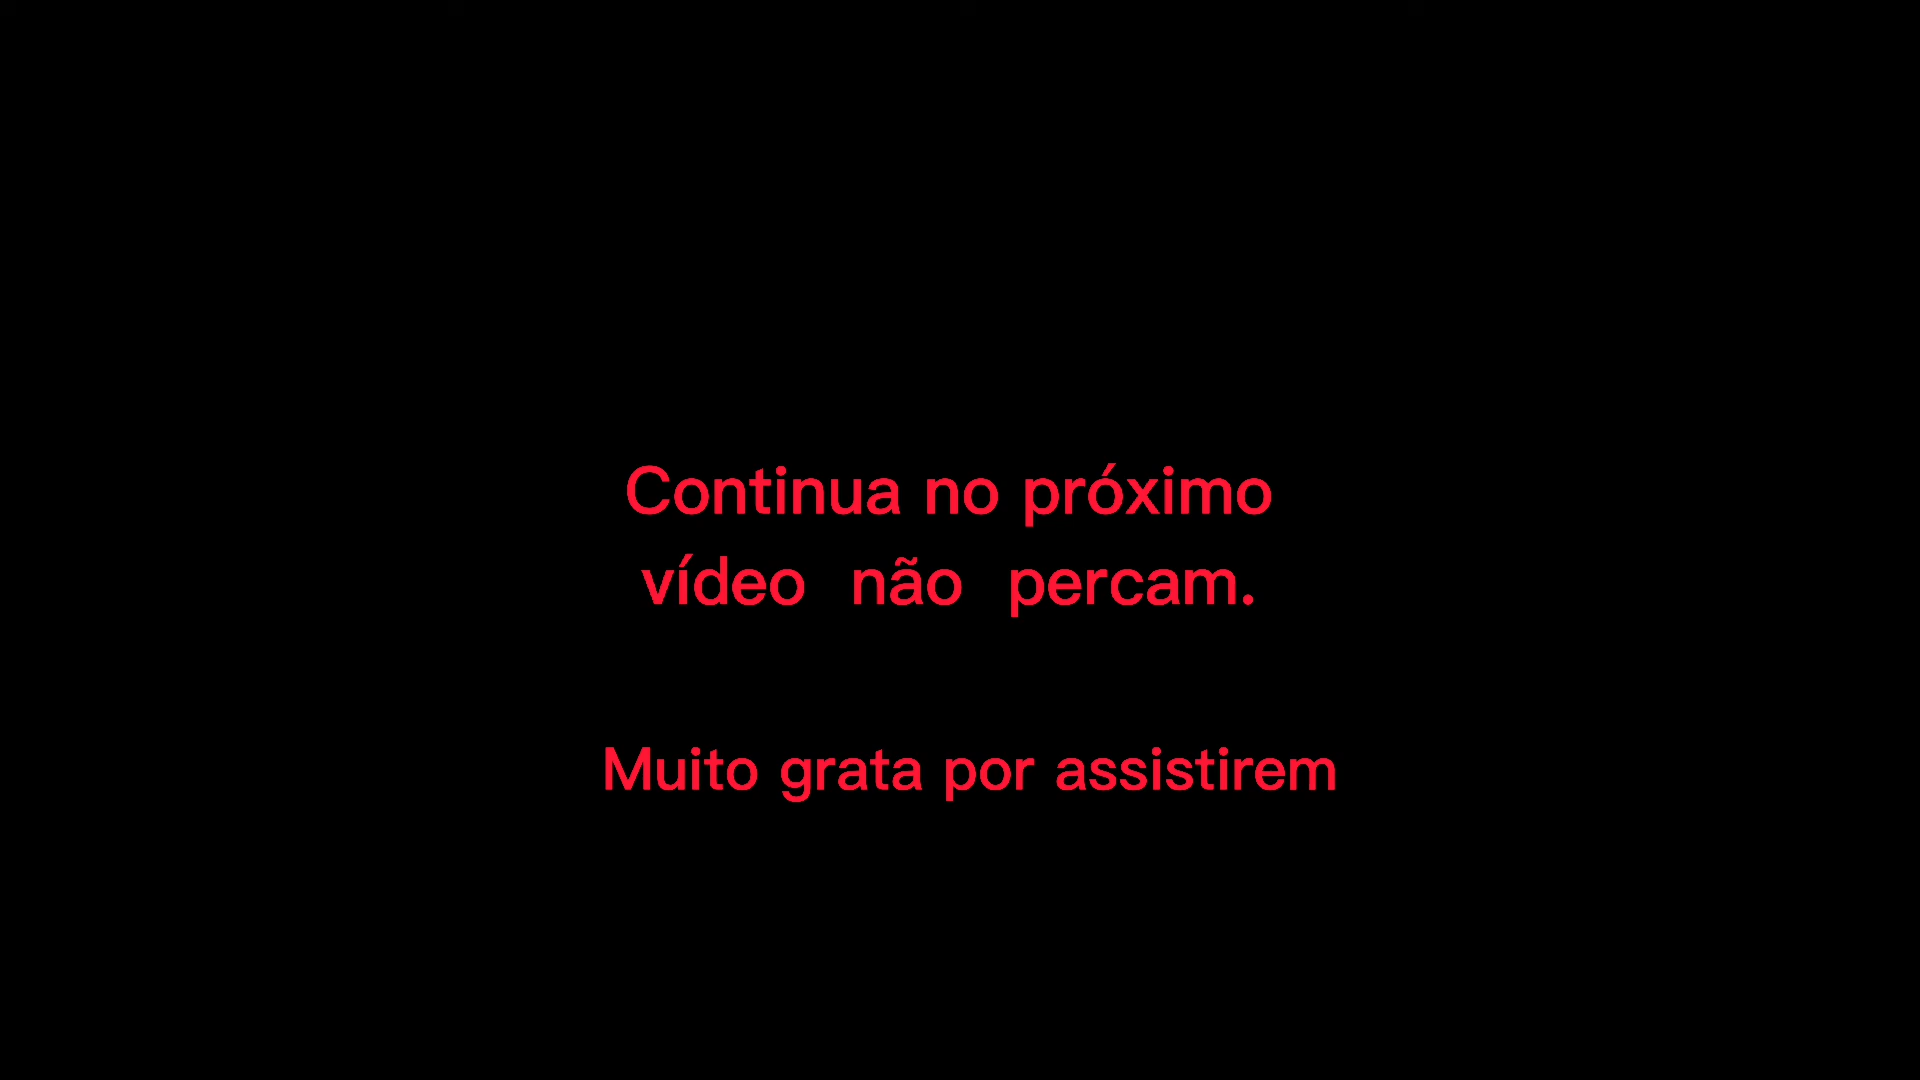 Continua no próximo
vídeo não percam.
Muito grata por assistirem